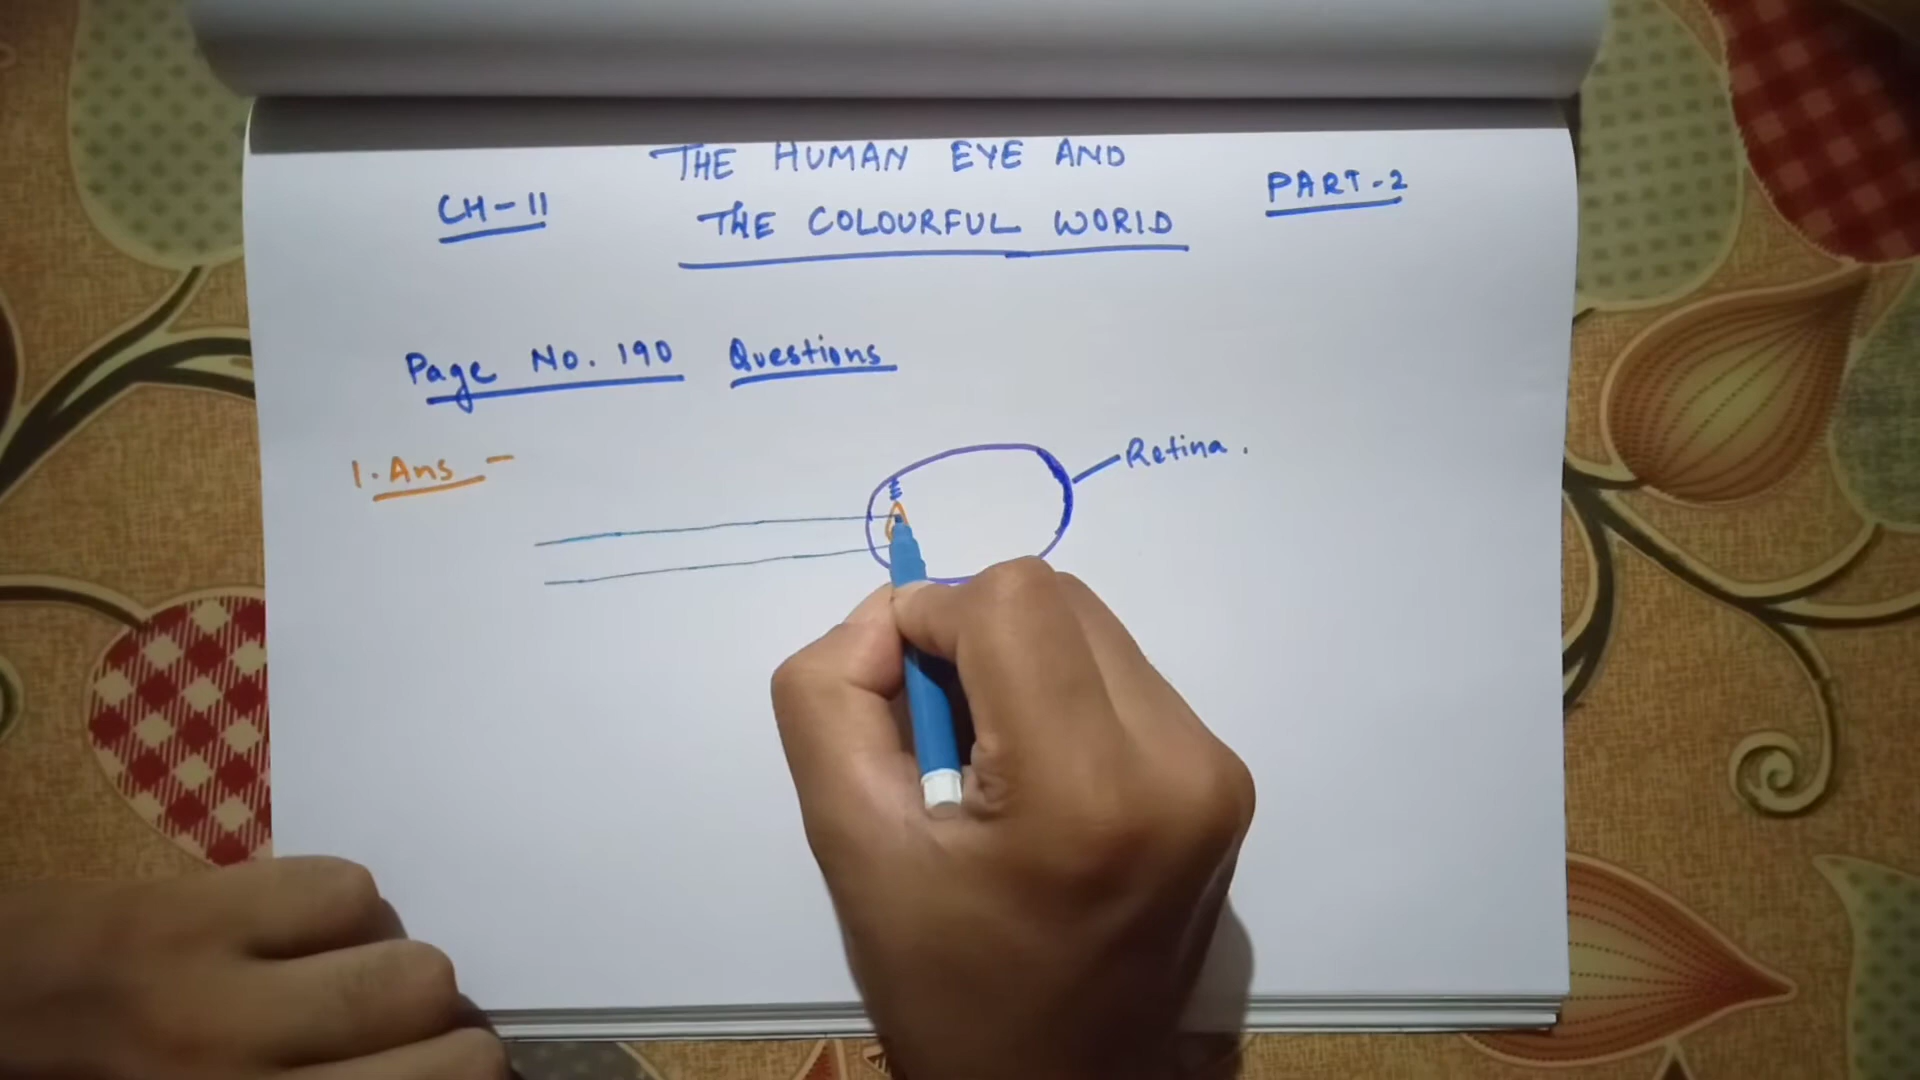 THE HUMAN EYE AND
CH-11
THE COLOURFUL WORLD
PART-2
Page No. 190 Questions
1. Ans -
Retina.